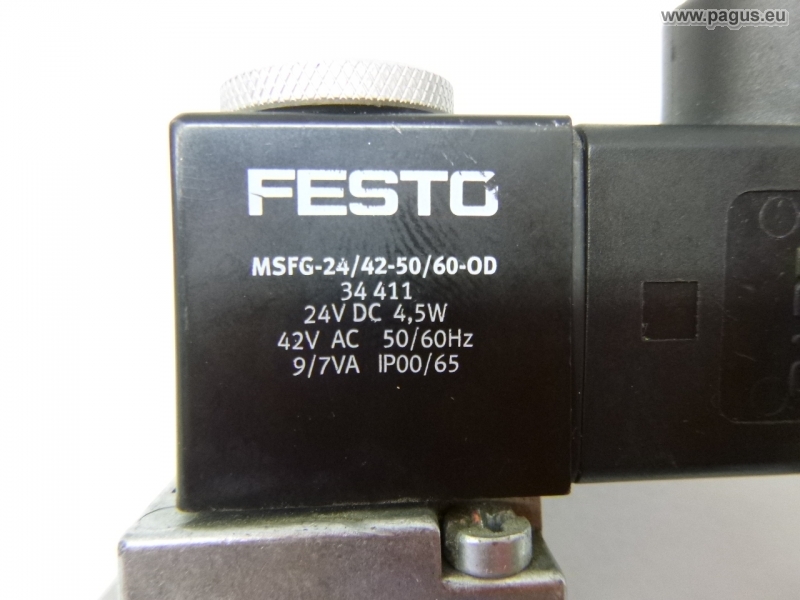 www.pagus.eu
FESTO
MSFG-24/42-50/60-OD
34 411
24V DC 4,5W
42V AC 50/60Hz
9/7VA IP00/65